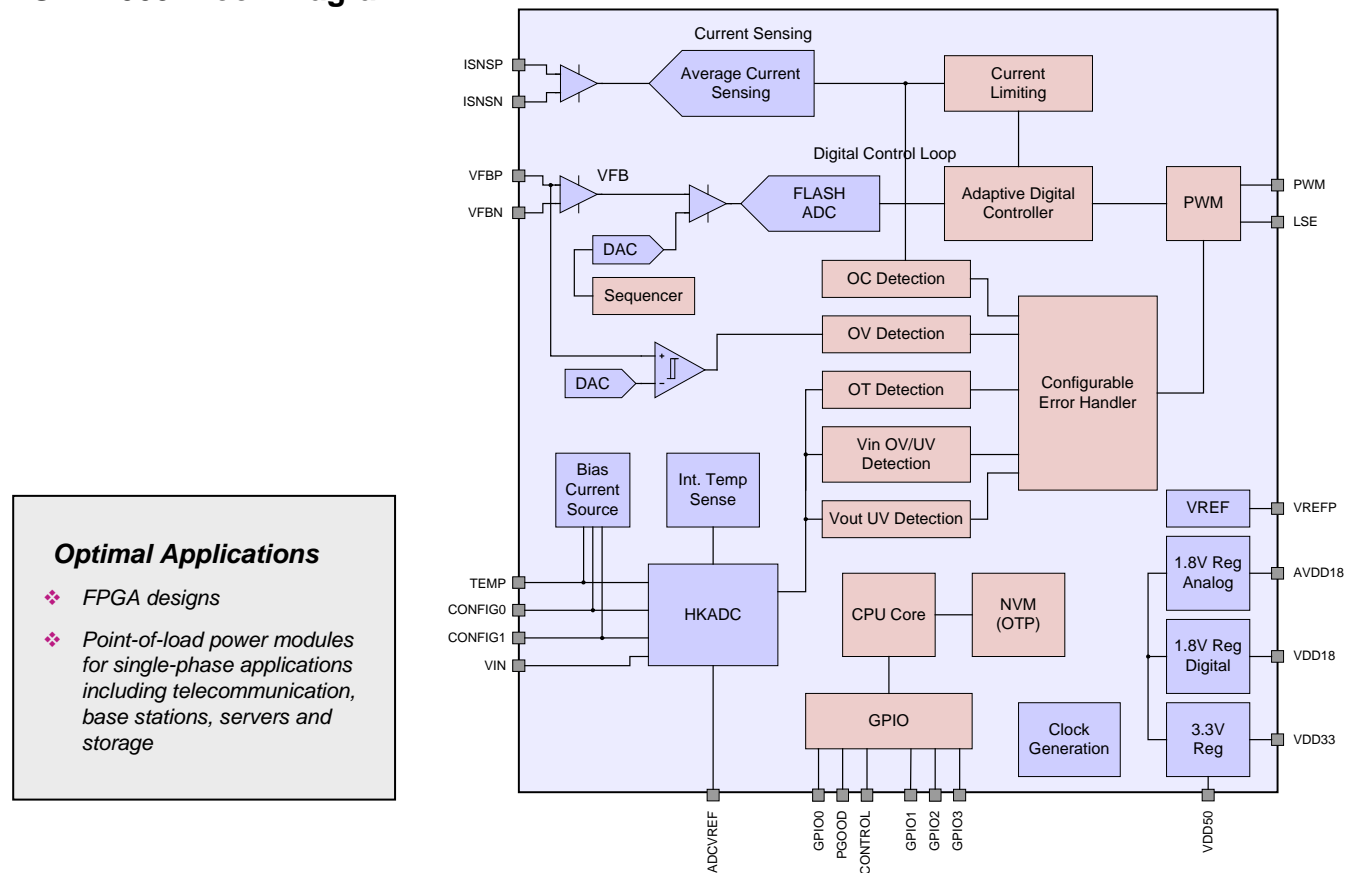 Current Sensing
ISNSP
ISNSN
Average Current
Sensing
Current
Limiting
Digital Control Loop
VFBP
VFBN
VFB
FLASH
ADC
Adaptive Digital
Controller
PWM
PWM
LSE
DAC
Sequencer
OC Detection
OV Detection
+
-
DAC
OT Detection
Configurable
Error Handler
Vin OV/UV
Detection
Vout UV Detection
Bias
Current
Source
Int. Temp
Sense
VREF
VREFP
TEMP
CONFIG0
CONFIG1
VIN
HKADC
CPU Core
NVM
(OTP)
1.8V Reg
Analog
AVDD18
1.8V Reg
Digital
VDD18
GPIO
Clock
Generation
3.3V
Reg
VDD33
ADCVREF
GPIO0
PGOOD
CONTROL
GPIO1
GPIO2
GPIO3
VDD50
Optimal Applications
FPGA designs
Point-of-load power modules
for single-phase applications
including telecommunication,
base stations, servers and
storage